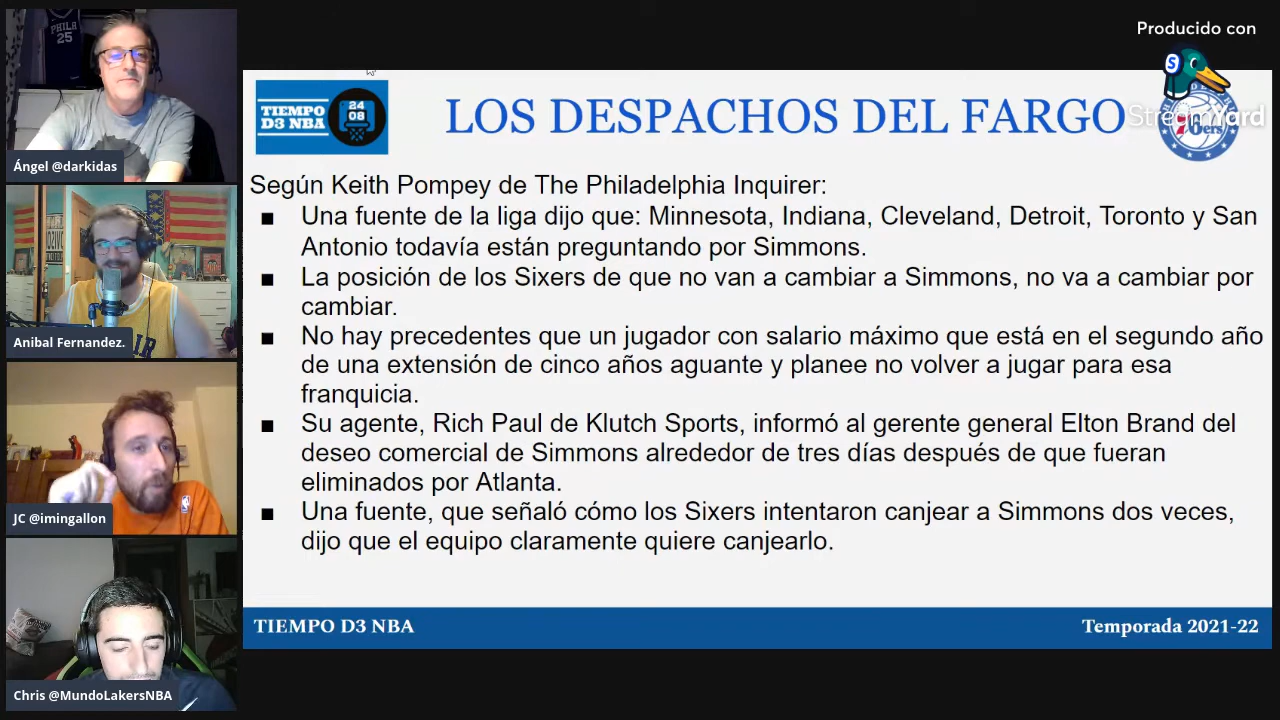 PHILA
25
Ángel @darkidas
Anibal Fernandez.
JC @imingallon
Chris @MundoLakersNBA
Producido con
S
StreamYard
TIEMPO
D3 NBA
24
08
LOS DESPACHOS DEL FARGO
76ers
Según Keith Pompey de The Philadelphia Inquirer:
■ Una fuente de la liga dijo que: Minnesota, Indiana, Cleveland, Detroit, Toronto y San
Antonio todavía están preguntando por Simmons.
■ La posición de los Sixers de que no van a cambiar a Simmons, no va a cambiar por
cambiar.
■ No hay precedentes que un jugador con salario máximo que está en el segundo año
de una extensión de cinco años aguante y planee no volver a jugar para esa
franquicia.
■ Su agente, Rich Paul de Klutch Sports, informó al gerente general Elton Brand del
deseo comercial de Simmons alrededor de tres días después de que fueran
eliminados por Atlanta.
■ Una fuente, que señaló cómo los Sixers intentaron canjear a Simmons dos veces,
dijo que el equipo claramente quiere canjearlo.
TIEMPO D3 NBA
Temporada 2021-22